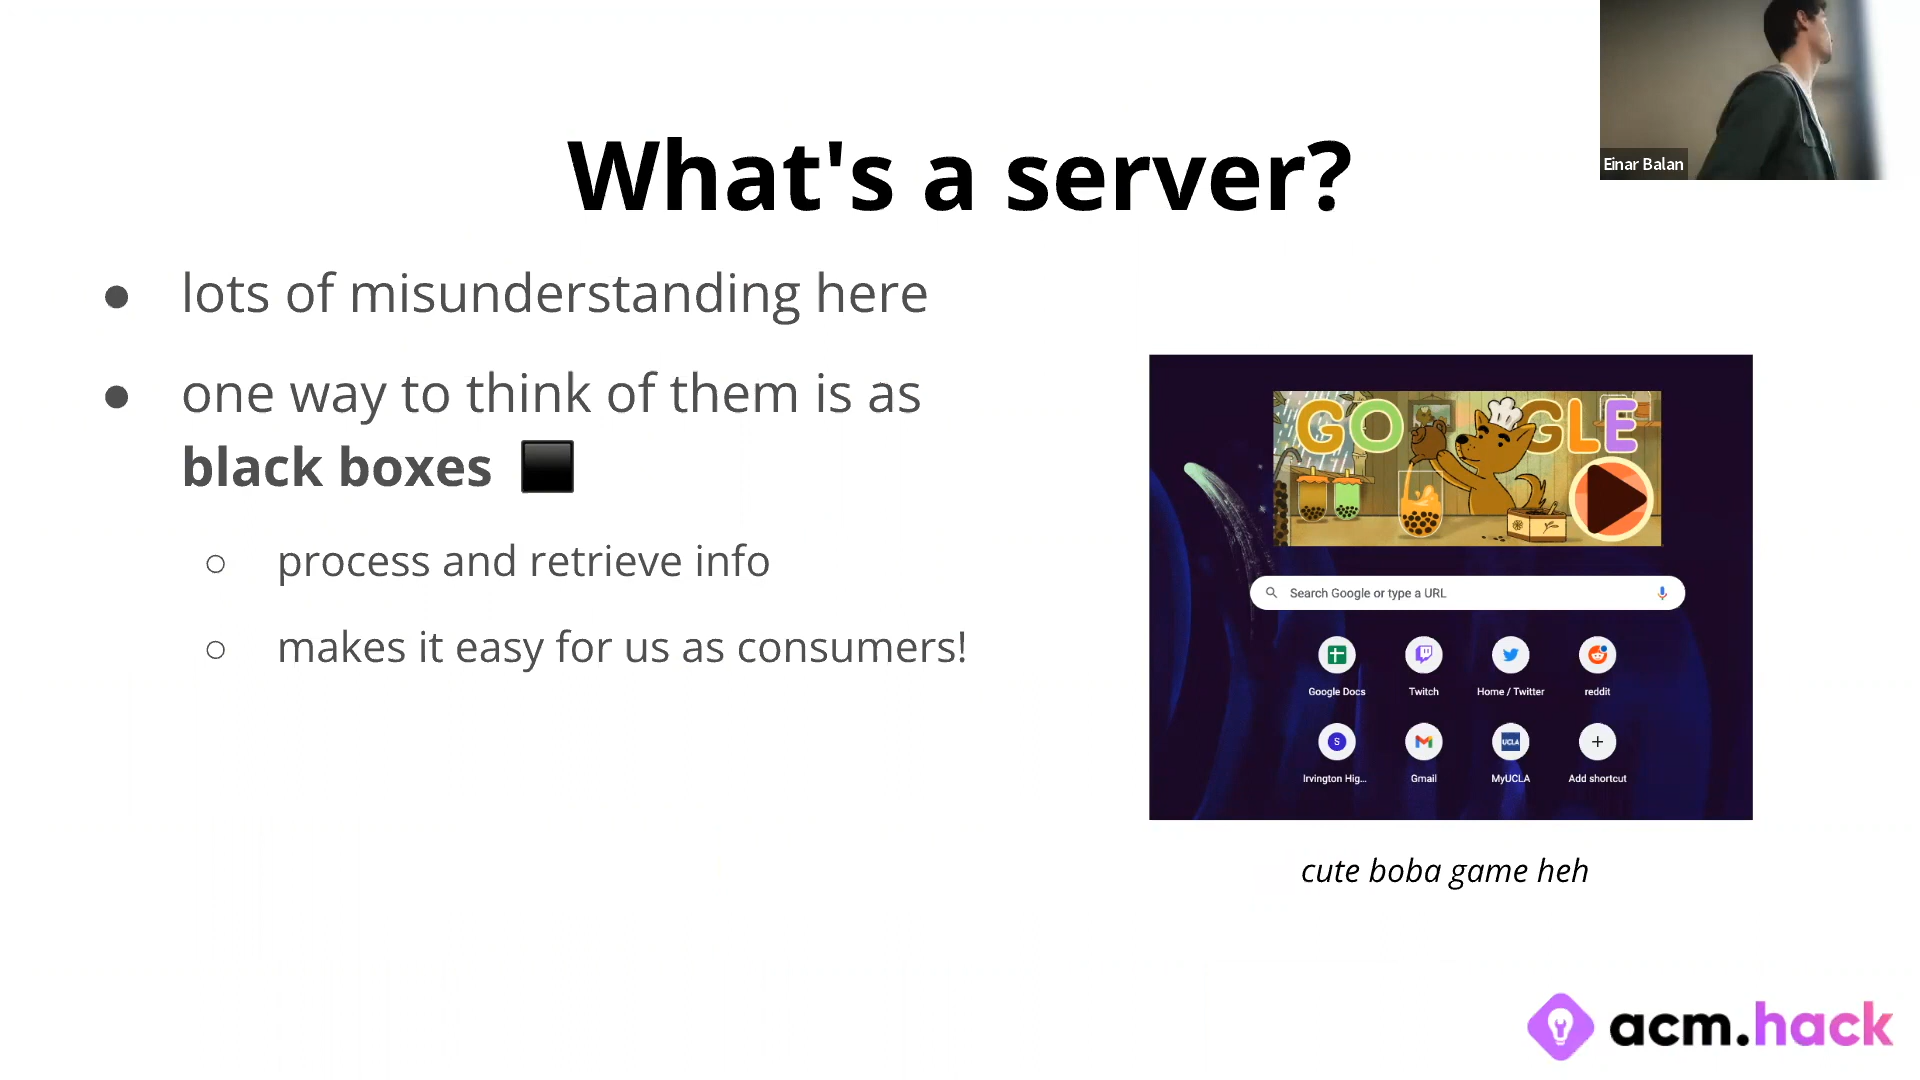 What's a server?
Einar Balan
● lots of misunderstanding here
● one way to think of them is as
black boxes
○ process and retrieve info
○ makes it easy for us as consumers!
GOOGLE
Search Google or type a URL
Google Docs
Twitch
Home / Twitter
reddit
S
UCLA
Irvington Hig...
Gmail
MyUCLA
Add shortcut
cute boba game heh
acm.hack